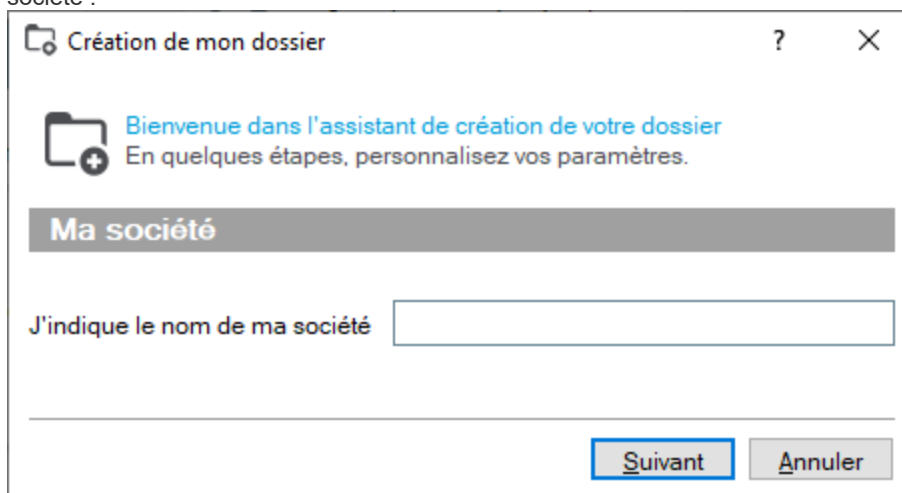 société :
Création de mon dossier ?
Bienvenue dans l'assistant de création de votre dossier
En quelques étapes, personnalisez vos paramètres.
Ma société
J'indique le nom de ma société
Suivant Annuler